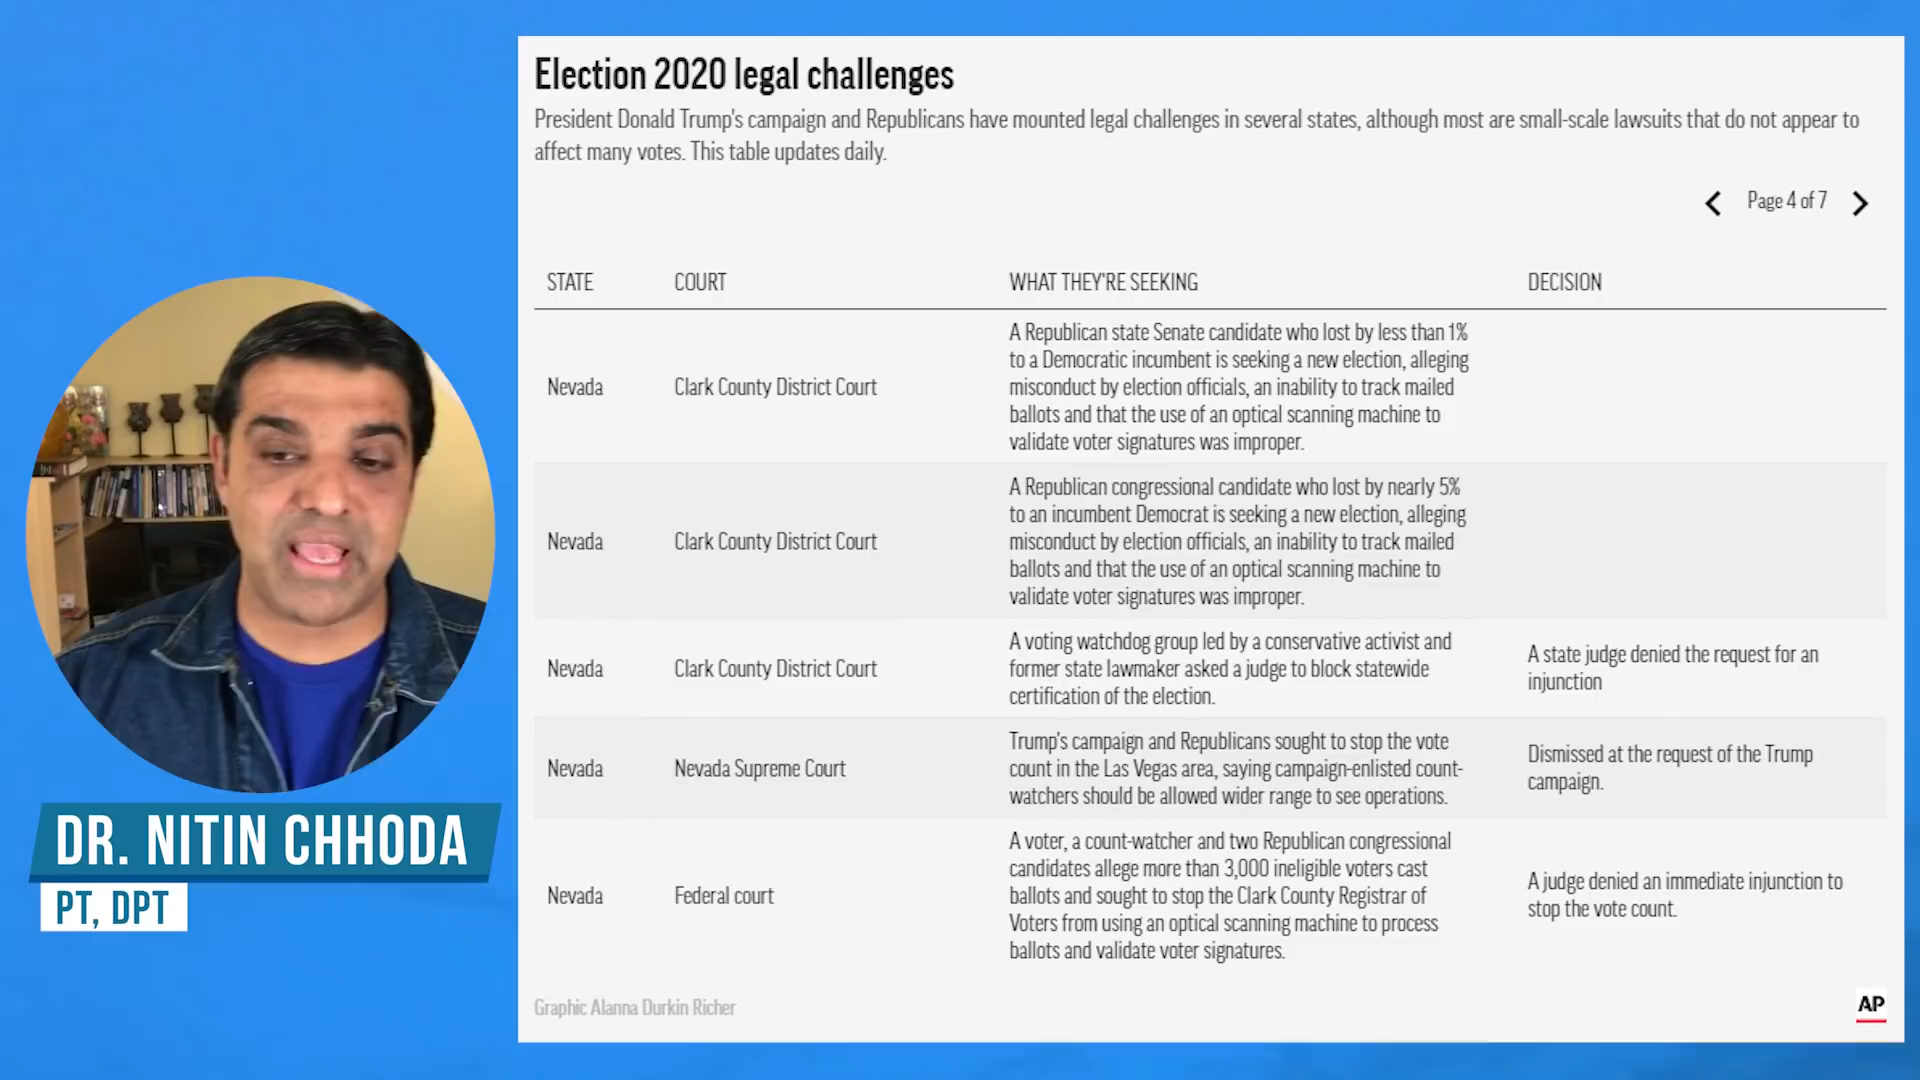 Election 2020 legal challenges
President Donald Trump's campaign and Republicans have mounted legal challenges in several states, although most are small-scale lawsuits that do not appear to
affect many votes. This table updates daily.
Page 4 of 7
STATE COURT WHAT THEY'RE SEEKING DECISION
Nevada
Clark County District Court
A Republican state Senate candidate who lost by less than 1%
to a Democratic incumbent is seeking a new election, alleging
misconduct by election officials, an inability to track mailed
ballots and that the use of an optical scanning machine to
validate voter signatures was improper.
Nevada
Clark County District Court
A Republican congressional candidate who lost by nearly 5%
to an incumbent Democrat is seeking a new election, alleging
misconduct by election officials, an inability to track mailed
ballots and that the use of an optical scanning machine to
validate voter signatures was improper.
Nevada
Clark County District Court
A voting watchdog group led by a conservative activist and
former state lawmaker asked a judge to block statewide
certification of the election.
A state judge denied the request for an
injunction
Nevada
Nevada Supreme Court
Trump's campaign and Republicans sought to stop the vote
count in the Las Vegas area, saying campaign-enlisted count-
watchers should be allowed wider range to see operations.
Dismissed at the request of the Trump
campaign.
Nevada
Federal court
A voter, a count-watcher and two Republican congressional
candidates allege more than 3,000 ineligible voters cast
ballots and sought to stop the Clark County Registrar of
Voters from using an optical scanning machine to process
ballots and validate voter signatures.
A judge denied an immediate injunction to
stop the vote count.
Graphic Alanna Durkin Richer
AP
DR. NITIN CHHODA
PT, DPT